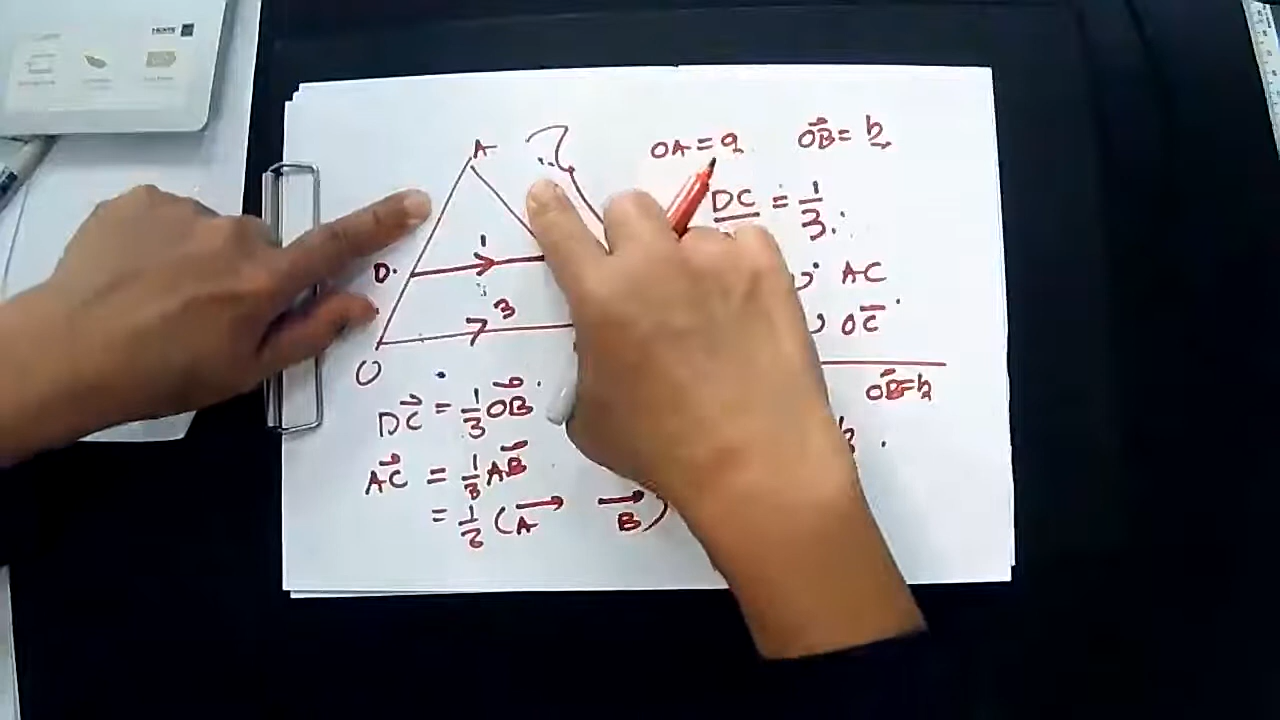 A
OA = a OB⃗ = b
DC = 1/3
1
D
AC
3
OC
O
OB⃗ = b
DC⃗ = 1/3 OB⃗
AC⃗ = 1/3 AB⃗
= 1/3 (A B)